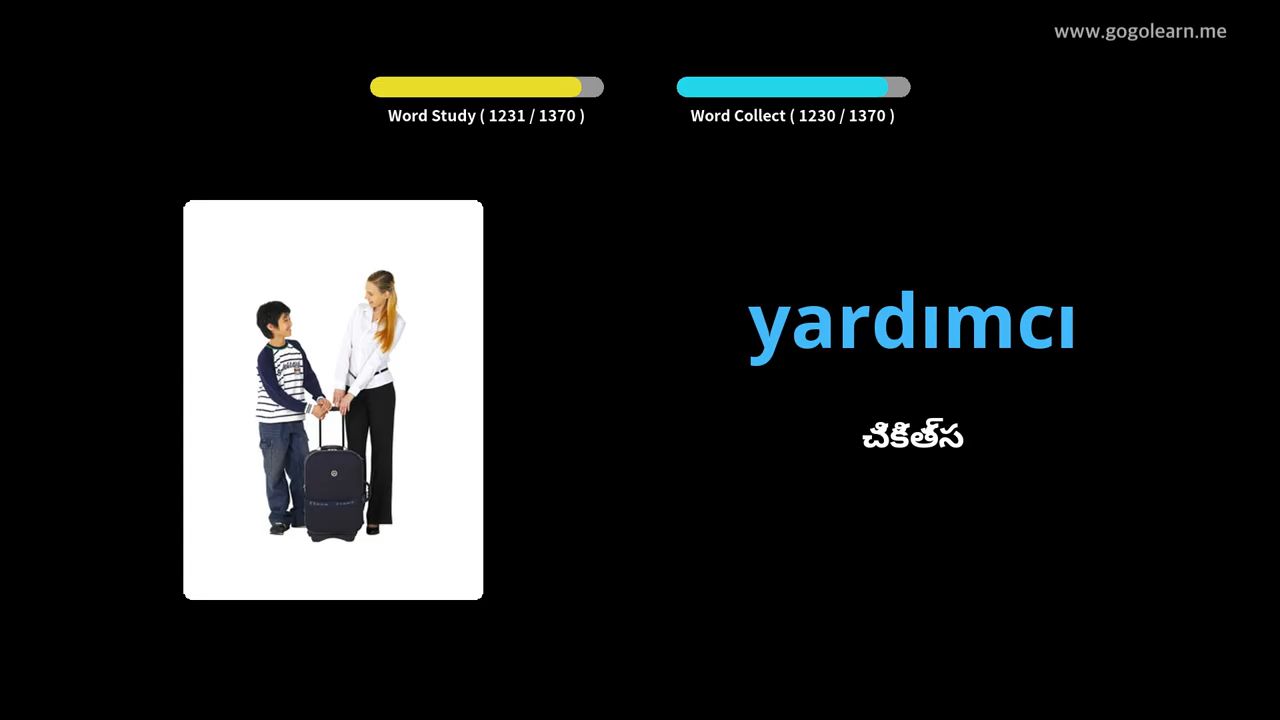 www.gogolearn.me
Word Study ( 1231 / 1370 )
Word Collect ( 1230 / 1370 )
yardımcı
చికిత్స